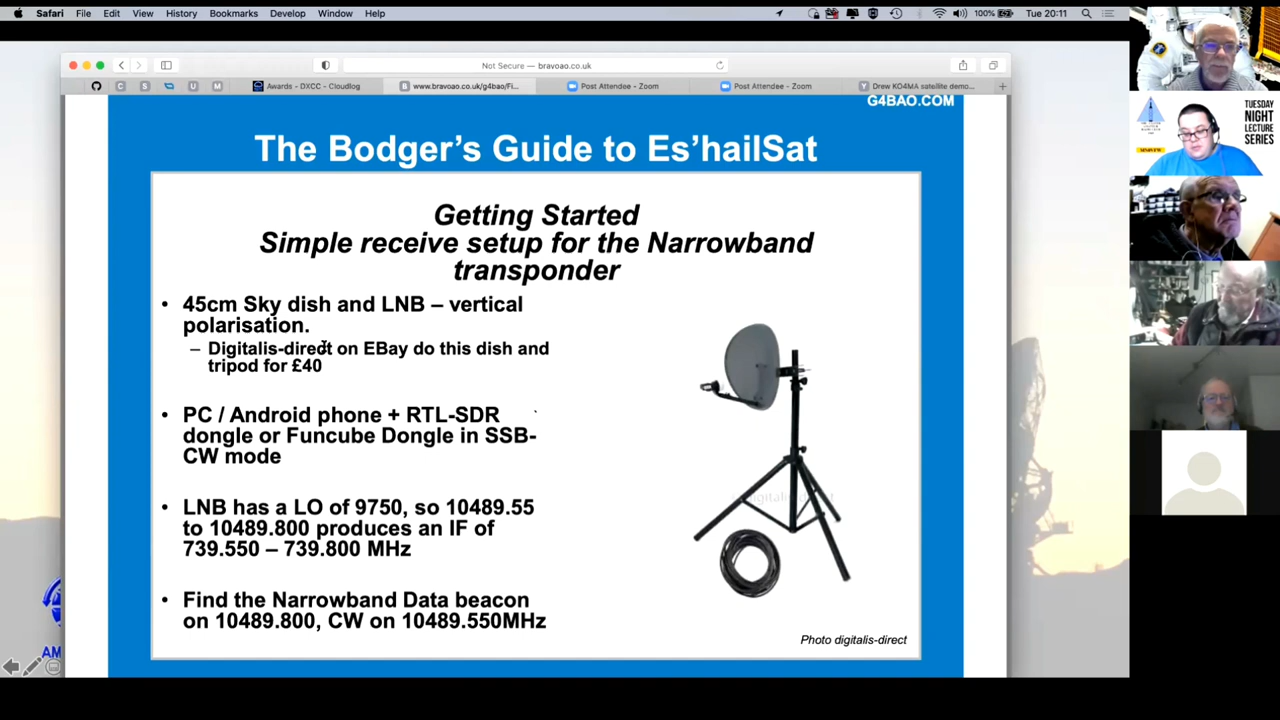 Safari File Edit View History Bookmarks Develop Window Help 100% Tue 20:11
Not Secure — bravoao.co.uk
Awards - DXCC - Cloudlog
www.bravoao.co.uk/g4bao/Fi...
Post Attendee - Zoom
Post Attendee - Zoom
Drew KO4MA satellite demo...
G4BAO.COM
The Bodger's Guide to Es'hailSat
Getting Started
Simple receive setup for the Narrowband
transponder
• 45cm Sky dish and LNB – vertical
polarisation.
– Digitalis-direct on EBay do this dish and
tripod for £40
• PC / Android phone + RTL-SDR
dongle or Funcube Dongle in SSB-
CW mode
• LNB has a LO of 9750, so 10489.55
to 10489.800 produces an IF of
739.550 – 739.800 MHz
• Find the Narrowband Data beacon
on 10489.800, CW on 10489.550MHz
Photo digitalis-direct
AM
TUESDAY
NIGHT
LECTURE
SERIES